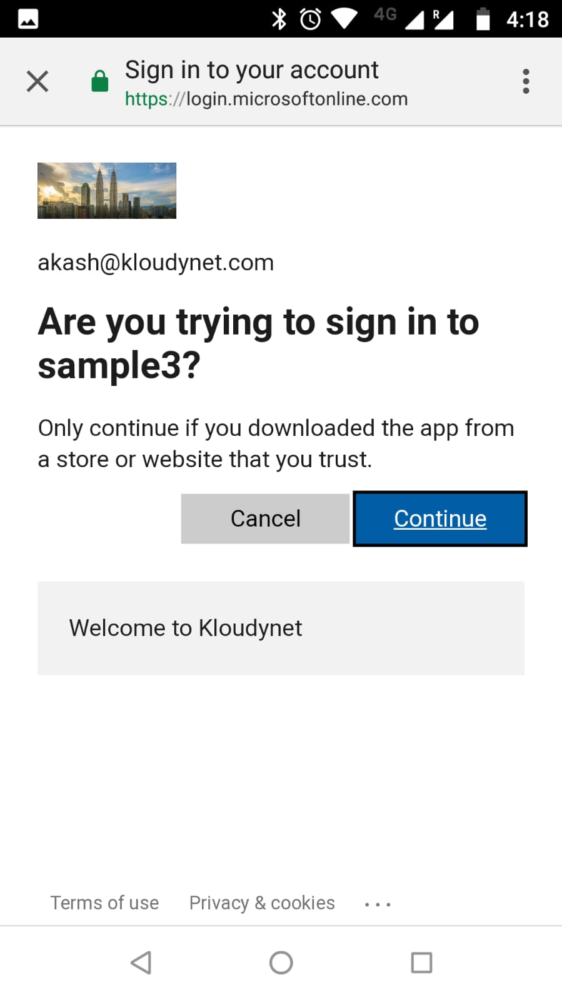 4G R 4:18
Sign in to your account
https://login.microsoftonline.com
akash@kloudynet.com
Are you trying to sign in to
sample3?
Only continue if you downloaded the app from
a store or website that you trust.
Cancel Continue
Welcome to Kloudynet
Terms of use Privacy & cookies ...